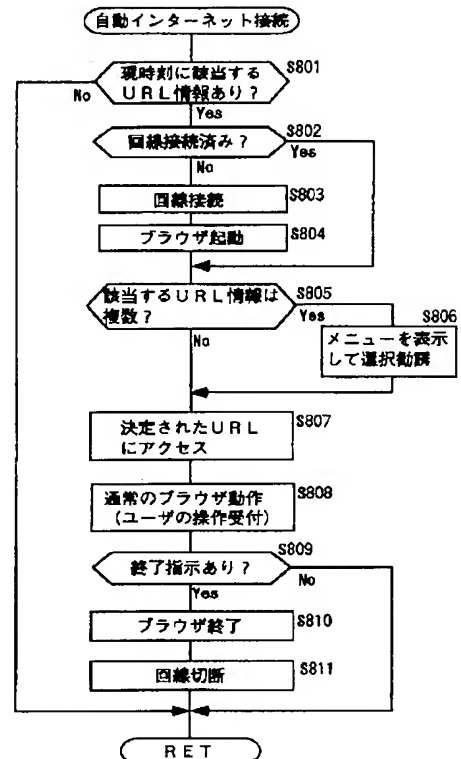 自動インターネット接続
現時刻に該当する
URL情報あり?
S801
No
Yes
回線接続済み?
S802
Yes
No
回線接続
S803
ブラウザ起動
S804
該当するURL情報は
複数?
S805
Yes
No
S806
メニューを表示
して選択勧誘
決定されたURL
にアクセス
S807
通常のブラウザ動作
(ユーザの操作受付)
S808
終了指示あり?
S809
No
Yes
ブラウザ終了
S810
回線切断
S811
RET